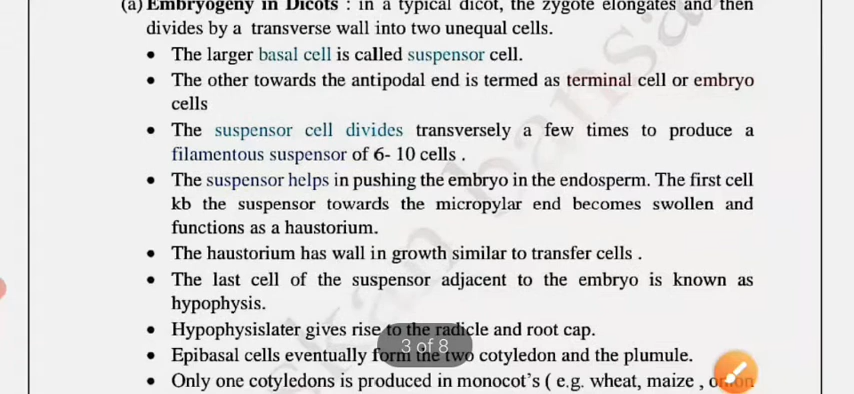 (a) Embryogeny in Dicots : in a typical dicot, the zygote elongates and then
divides by a transverse wall into two unequal cells.
• The larger basal cell is called suspensor cell.
• The other towards the antipodal end is termed as terminal cell or embryo
cells
• The suspensor cell divides transversely a few times to produce a
filamentous suspensor of 6- 10 cells .
• The suspensor helps in pushing the embryo in the endosperm. The first cell
kb the suspensor towards the micropylar end becomes swollen and
functions as a haustorium.
• The haustorium has wall in growth similar to transfer cells .
• The last cell of the suspensor adjacent to the embryo is known as
hypophysis.
• Hypophysislater gives rise to the radicle and root cap.
3 of 8
• Epibasal cells eventually form the two cotyledon and the plumule.
• Only one cotyledons is produced in monocot's ( e.g. wheat, maize , onion